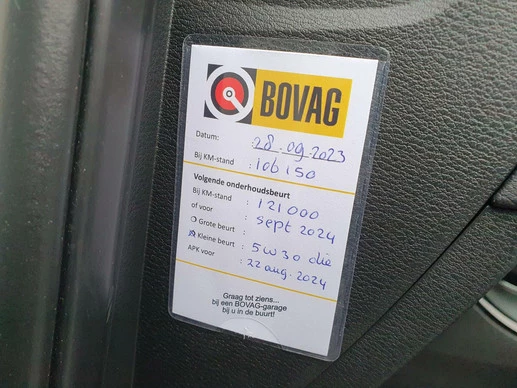 BOVAG
Datum: 28.09.2023
Bij KM-stand : 106150
Volgende onderhoudsbeurt
Bij KM-stand : 121000
of voor : sept 2024
Grote beurt :
Kleine beurt : 5w30 die
APK voor : 22 aug. 2024
Graag tot ziens...
bij een BOVAG-garage
bij u in de buurt!